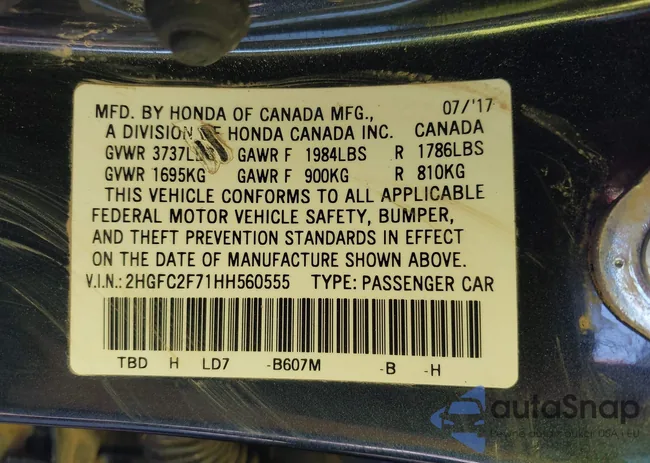 MFD. BY HONDA OF CANADA MFG., 07/'17
A DIVISION OF HONDA CANADA INC. CANADA
GVWR 3737LBS GAWR F 1984LBS R 1786LBS
GVWR 1695KG GAWR F 900KG R 810KG
THIS VEHICLE CONFORMS TO ALL APPLICABLE
FEDERAL MOTOR VEHICLE SAFETY, BUMPER,
AND THEFT PREVENTION STANDARDS IN EFFECT
ON THE DATE OF MANUFACTURE SHOWN ABOVE.
V.I.N.:2HGFC2F71HH560555 TYPE: PASSENGER CAR
TBD H LD7 -B607M -B -H
autoSnap